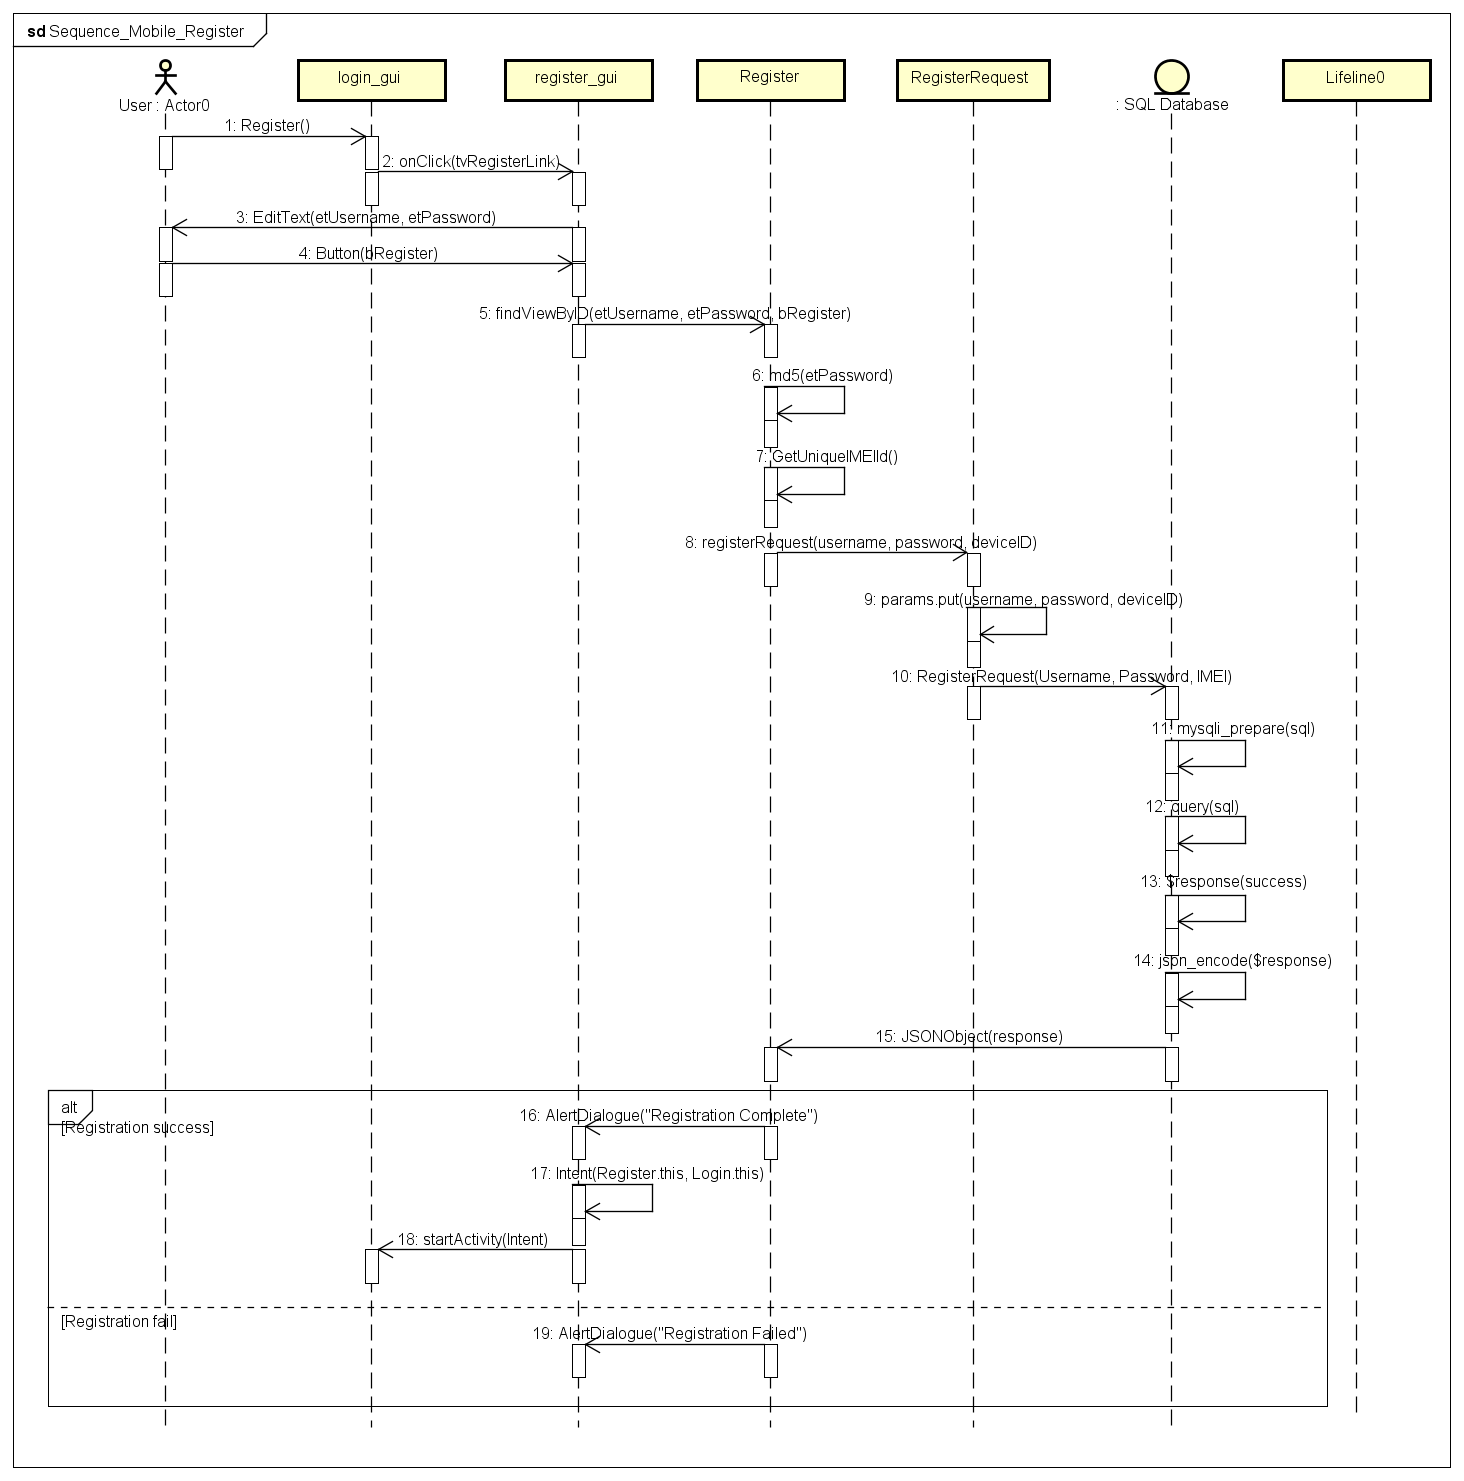 sd Sequence_Mobile_Register
User : Actor0
login_gui
register_gui
Register
RegisterRequest
: SQL Database
Lifeline0
1: Register()
2: onClick(tvRegisterLink)
3: EditText(etUsername, etPassword)
4: Button(bRegister)
5: findViewByID(etUsername, etPassword, bRegister)
6: md5(etPassword)
7: GetUniqueIMEIId()
8: registerRequest(username, password, deviceID)
9: params.put(username, password, deviceID)
10: RegisterRequest(Username, Password, IMEI)
11: mysqli_prepare(sql)
12: query(sql)
13: $response(success)
14: json_encode($response)
15: JSONObject(response)
alt
[Registration success]
16: AlertDialogue("Registration Complete")
17: Intent(Register.this, Login.this)
18: startActivity(Intent)
[Registration fail]
19: AlertDialogue("Registration Failed")